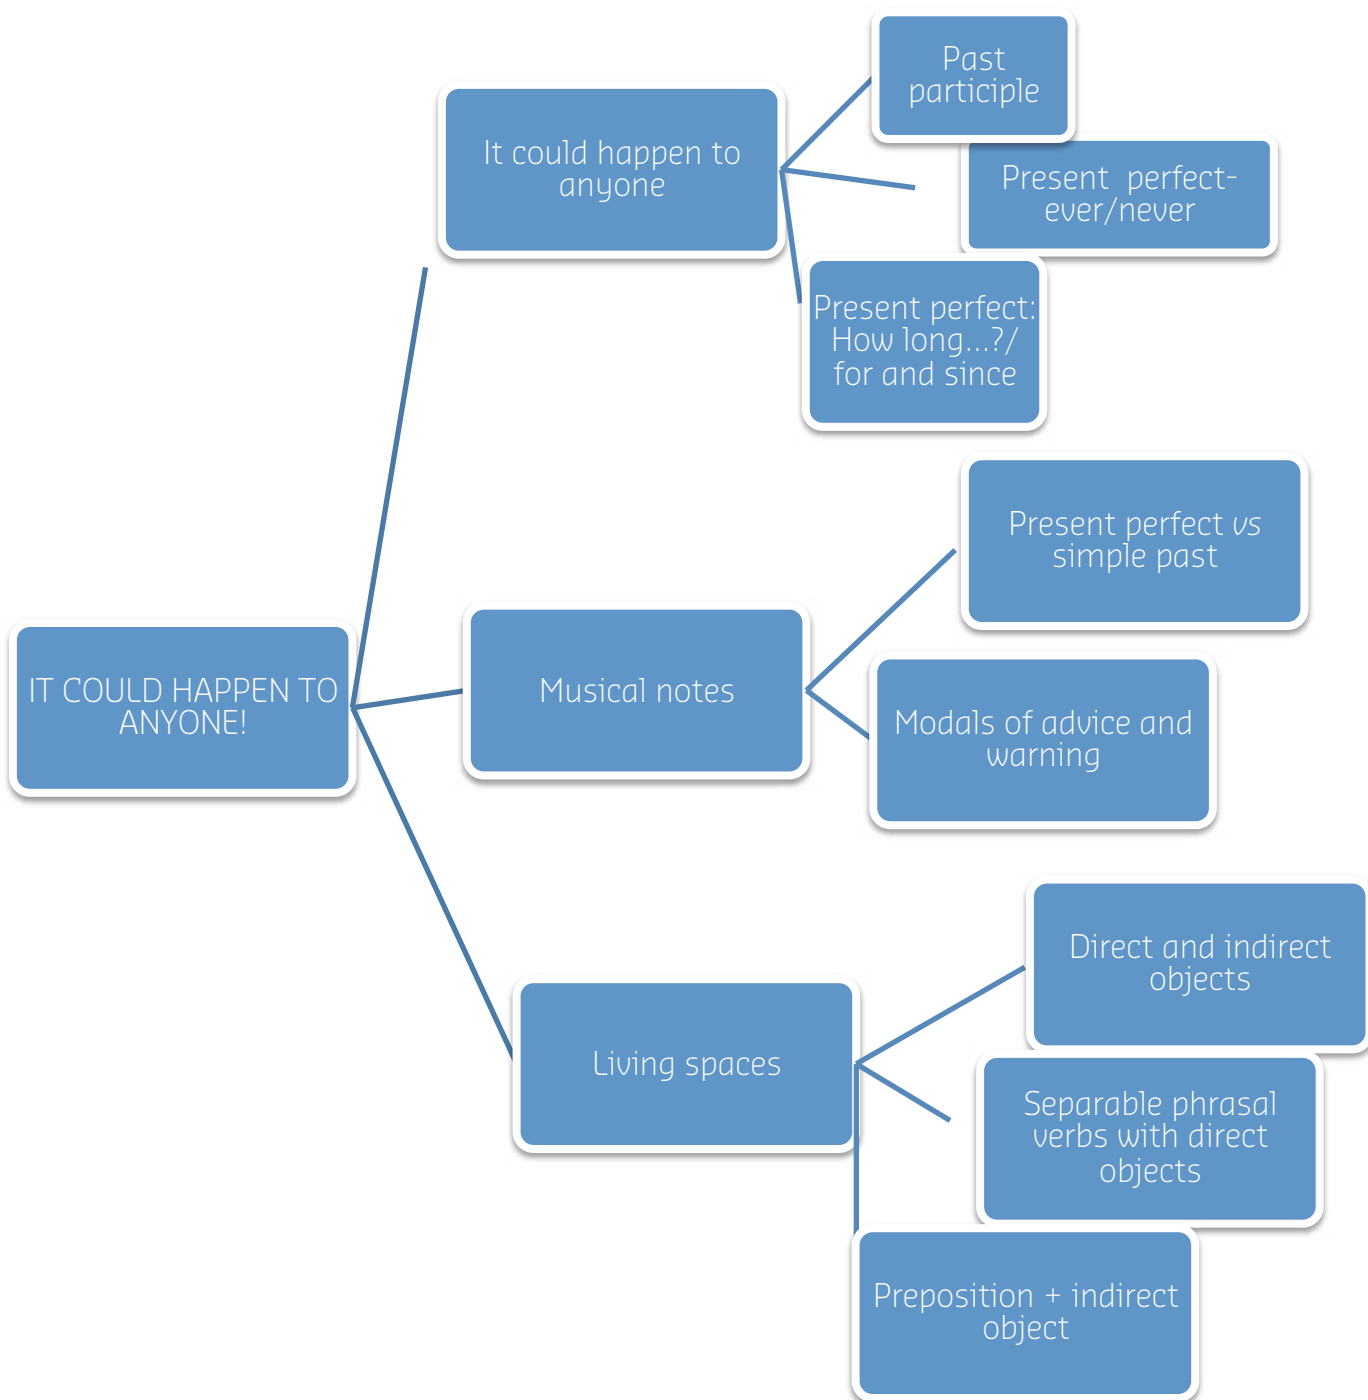 IT COULD HAPPEN TO
ANYONE!
It could happen to
anyone
Past
participle
Present perfect-
ever/never
Present perfect:
How long...?/
for and since
Musical notes
Present perfect vs
simple past
Modals of advice and
warning
Living spaces
Direct and indirect
objects
Separable phrasal
verbs with direct
objects
Preposition + indirect
object